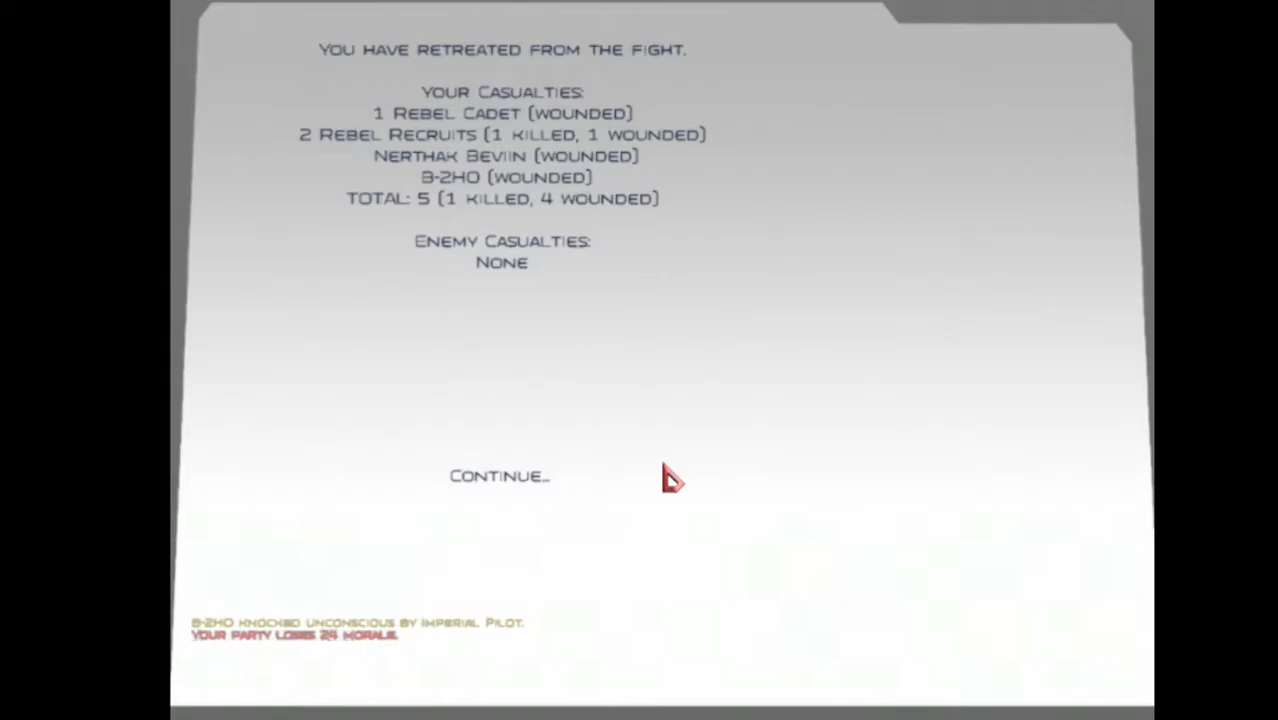 You have retreated from the fight.
Your Casualties:
1 Rebel Cadet (wounded)
2 Rebel Recruits (1 killed, 1 wounded)
Nerthak Beviin (wounded)
B-2HO (wounded)
TOTAL: 5 (1 killed, 4 wounded)
Enemy Casualties:
None
Continue...
B-2HO knocked unconscious by Imperial Pilot.
Your party loses 24 morale.